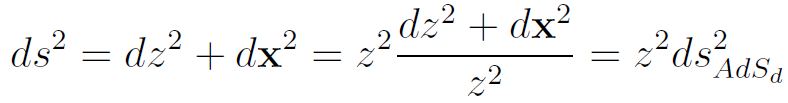 $ds^2 = dz^2 + d\mathbf{x}^2 = z^2 \frac{dz^2 + d\mathbf{x}^2}{z^2} = z^2 ds^2_{AdS_d}$